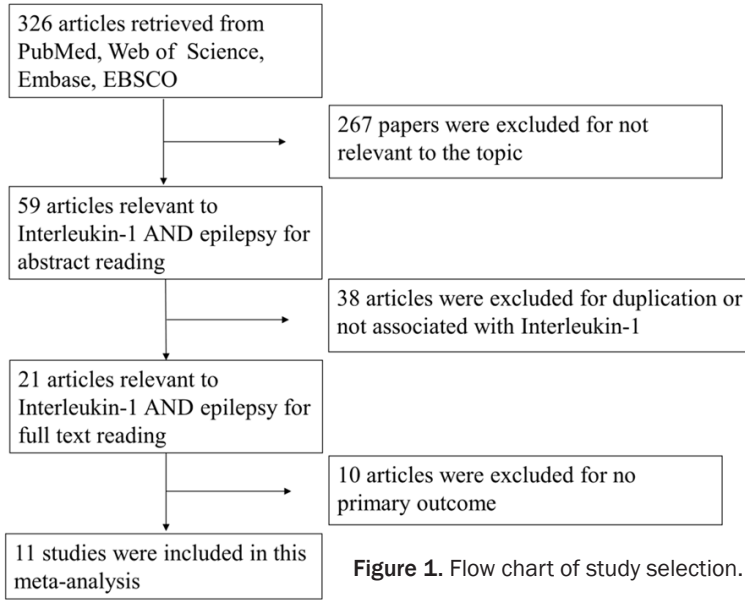 326 articles retrieved from
PubMed, Web of Science,
Embase, EBSCO
267 papers were excluded for not
relevant to the topic
59 articles relevant to
Interleukin-1 AND epilepsy for
abstract reading
38 articles were excluded for duplication or
not associated with Interleukin-1
21 articles relevant to
Interleukin-1 AND epilepsy for
full text reading
10 articles were excluded for no
primary outcome
11 studies were included in this
meta-analysis
Figure 1. Flow chart of study selection.